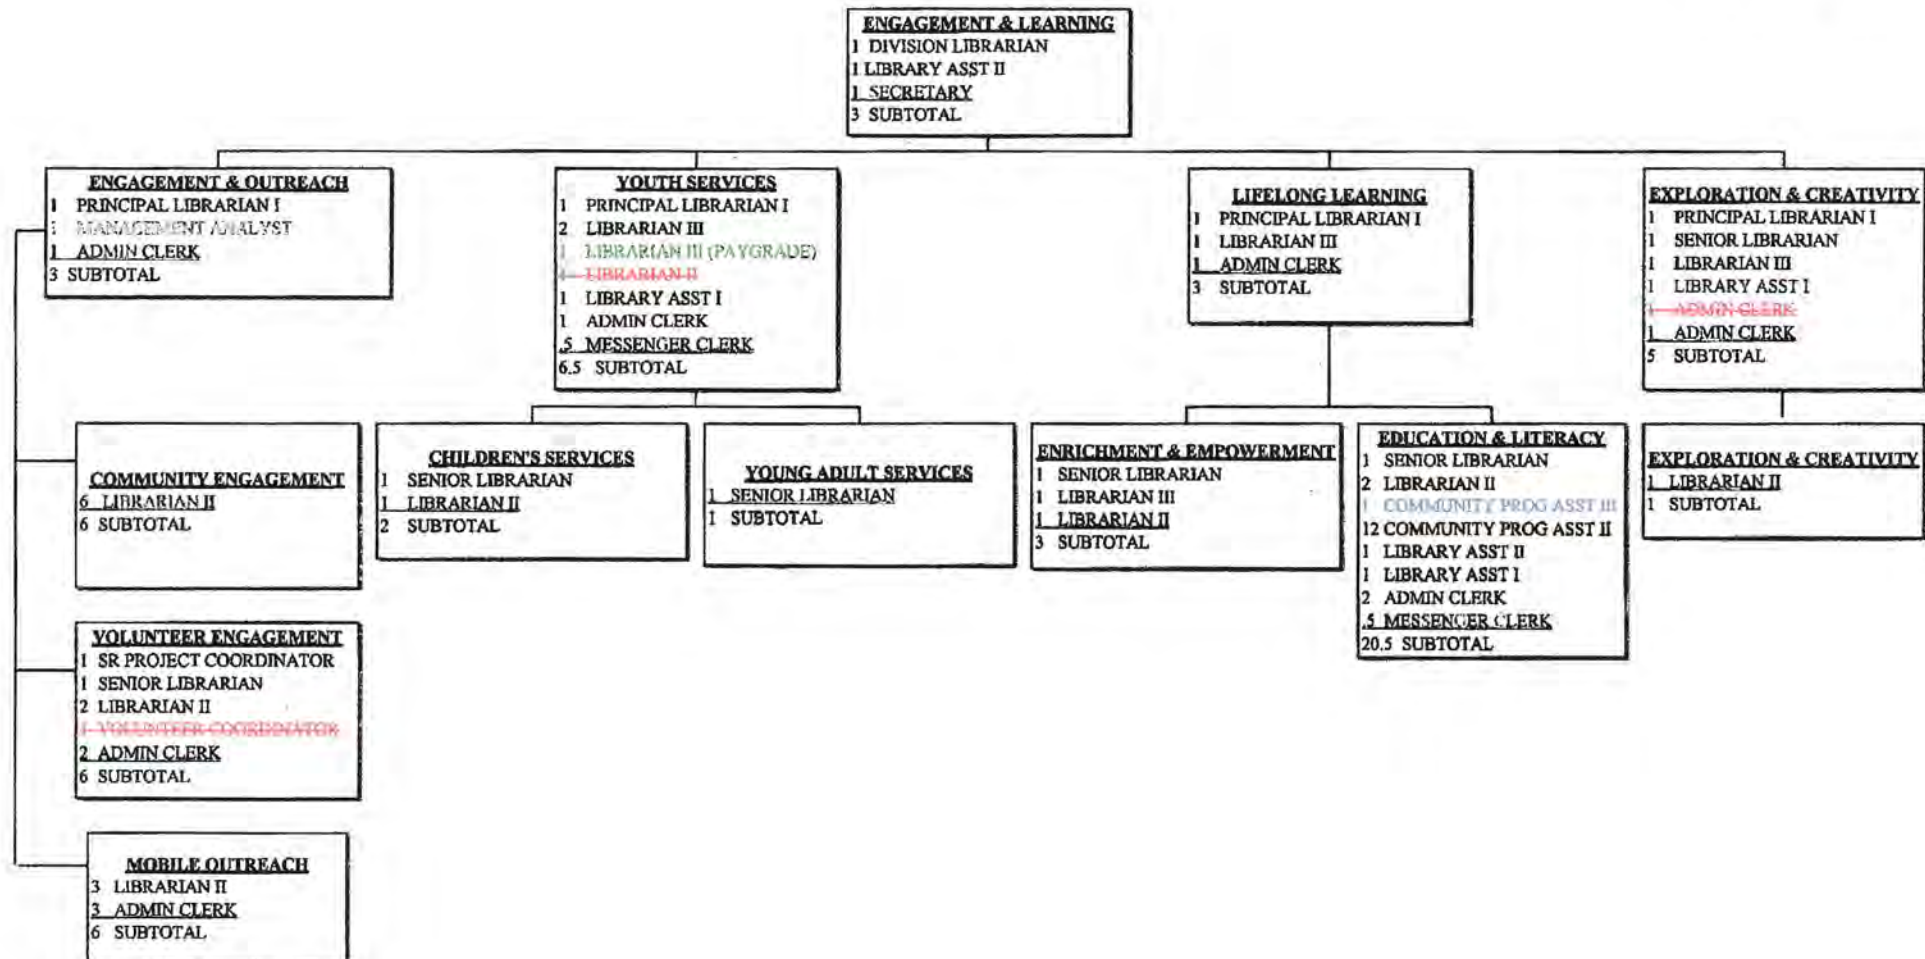 ENGAGEMENT & LEARNING
1 DIVISION LIBRARIAN
1 LIBRARY ASST II
1 SECRETARY
3 SUBTOTAL
ENGAGEMENT & OUTREACH
1 PRINCIPAL LIBRARIAN I
1 MANAGEMENT ANALYST
1 ADMIN CLERK
3 SUBTOTAL
YOUTH SERVICES
1 PRINCIPAL LIBRARIAN I
2 LIBRARIAN III
1 LIBRARIAN III (PAYGRADE)
1 LIBRARIAN II
1 LIBRARY ASST I
1 ADMIN CLERK
.5 MESSENGER CLERK
6.5 SUBTOTAL
LIFELONG LEARNING
1 PRINCIPAL LIBRARIAN I
1 LIBRARIAN III
1 ADMIN CLERK
3 SUBTOTAL
EXPLORATION & CREATIVITY
1 PRINCIPAL LIBRARIAN I
1 SENIOR LIBRARIAN
1 LIBRARIAN III
1 LIBRARY ASST I
1 ADMIN CLERK
1 ADMIN CLERK
5 SUBTOTAL
COMMUNITY ENGAGEMENT
6 LIBRARIAN II
6 SUBTOTAL
CHILDREN'S SERVICES
1 SENIOR LIBRARIAN
1 LIBRARIAN II
2 SUBTOTAL
YOUNG ADULT SERVICES
1 SENIOR LIBRARIAN
1 SUBTOTAL
ENRICHMENT & EMPOWERMENT
1 SENIOR LIBRARIAN
1 LIBRARIAN III
1 LIBRARIAN II
3 SUBTOTAL
EDUCATION & LITERACY
1 SENIOR LIBRARIAN
2 LIBRARIAN II
1 COMMUNITY PROG ASST III
12 COMMUNITY PROG ASST II
1 LIBRARY ASST II
1 LIBRARY ASST I
2 ADMIN CLERK
.5 MESSENGER CLERK
20.5 SUBTOTAL
EXPLORATION & CREATIVITY
1 LIBRARIAN II
1 SUBTOTAL
VOLUNTEER ENGAGEMENT
1 SR PROJECT COORDINATOR
1 SENIOR LIBRARIAN
2 LIBRARIAN II
1 VOLUNTEER COORDINATOR
2 ADMIN CLERK
6 SUBTOTAL
MOBILE OUTREACH
3 LIBRARIAN II
3 ADMIN CLERK
6 SUBTOTAL